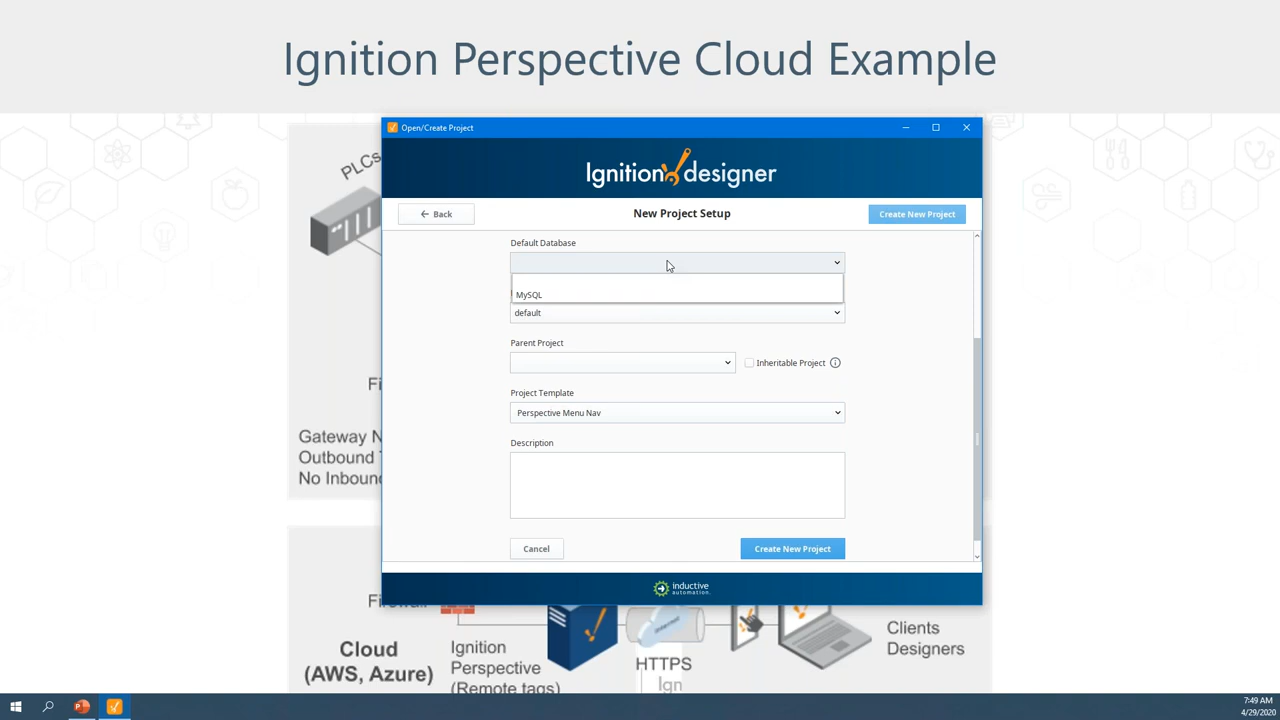 Ignition Perspective Cloud Example
PLCs
Open/Create Project
Ignition designer
Back
New Project Setup
Create New Project
Default Database
MySQL
default
Parent Project
Inheritable Project
Project Template
Perspective Menu Nav
Description
Cancel
Create New Project
inductive
automation.
Fi
Gateway N
Outbound
No Inboun
Firewall
Cloud
(AWS, Azure)
Ignition
Perspective
(Remote tags)
Internet
HTTPS
Ign
Clients
Designers
7:49 AM
4/29/2020